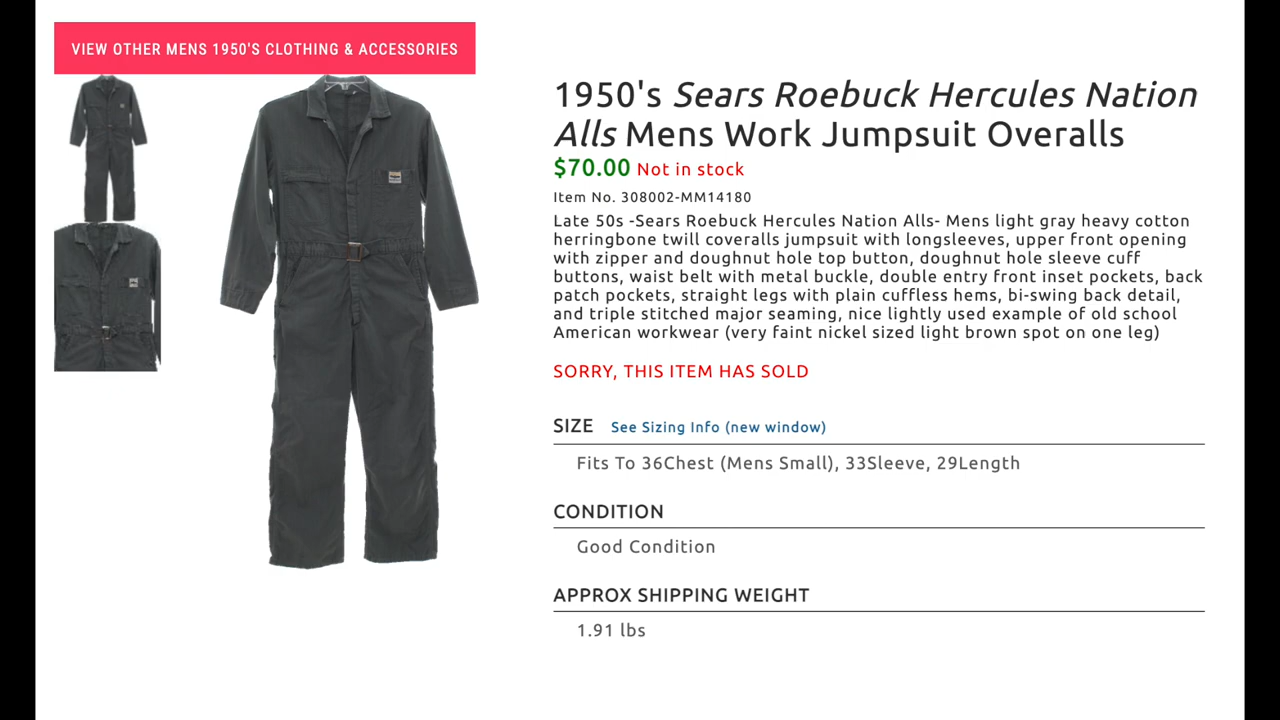 VIEW OTHER MENS 1950'S CLOTHING & ACCESSORIES
1950's Sears Roebuck Hercules Nation
Alls Mens Work Jumpsuit Overalls
$70.00 Not in stock
Item No. 308002-MM14180
Late 50s -Sears Roebuck Hercules Nation Alls- Mens light gray heavy cotton
herringbone twill coveralls jumpsuit with longsleeves, upper front opening
with zipper and doughnut hole top button, doughnut hole sleeve cuff
buttons, waist belt with metal buckle, double entry front inset pockets, back
patch pockets, straight legs with plain cuffless hems, bi-swing back detail,
and triple stitched major seaming, nice lightly used example of old school
American workwear (very faint nickel sized light brown spot on one leg)
SORRY, THIS ITEM HAS SOLD
SIZE See Sizing Info (new window)
Fits To 36Chest (Mens Small), 33Sleeve, 29Length
CONDITION
Good Condition
APPROX SHIPPING WEIGHT
1.91 lbs